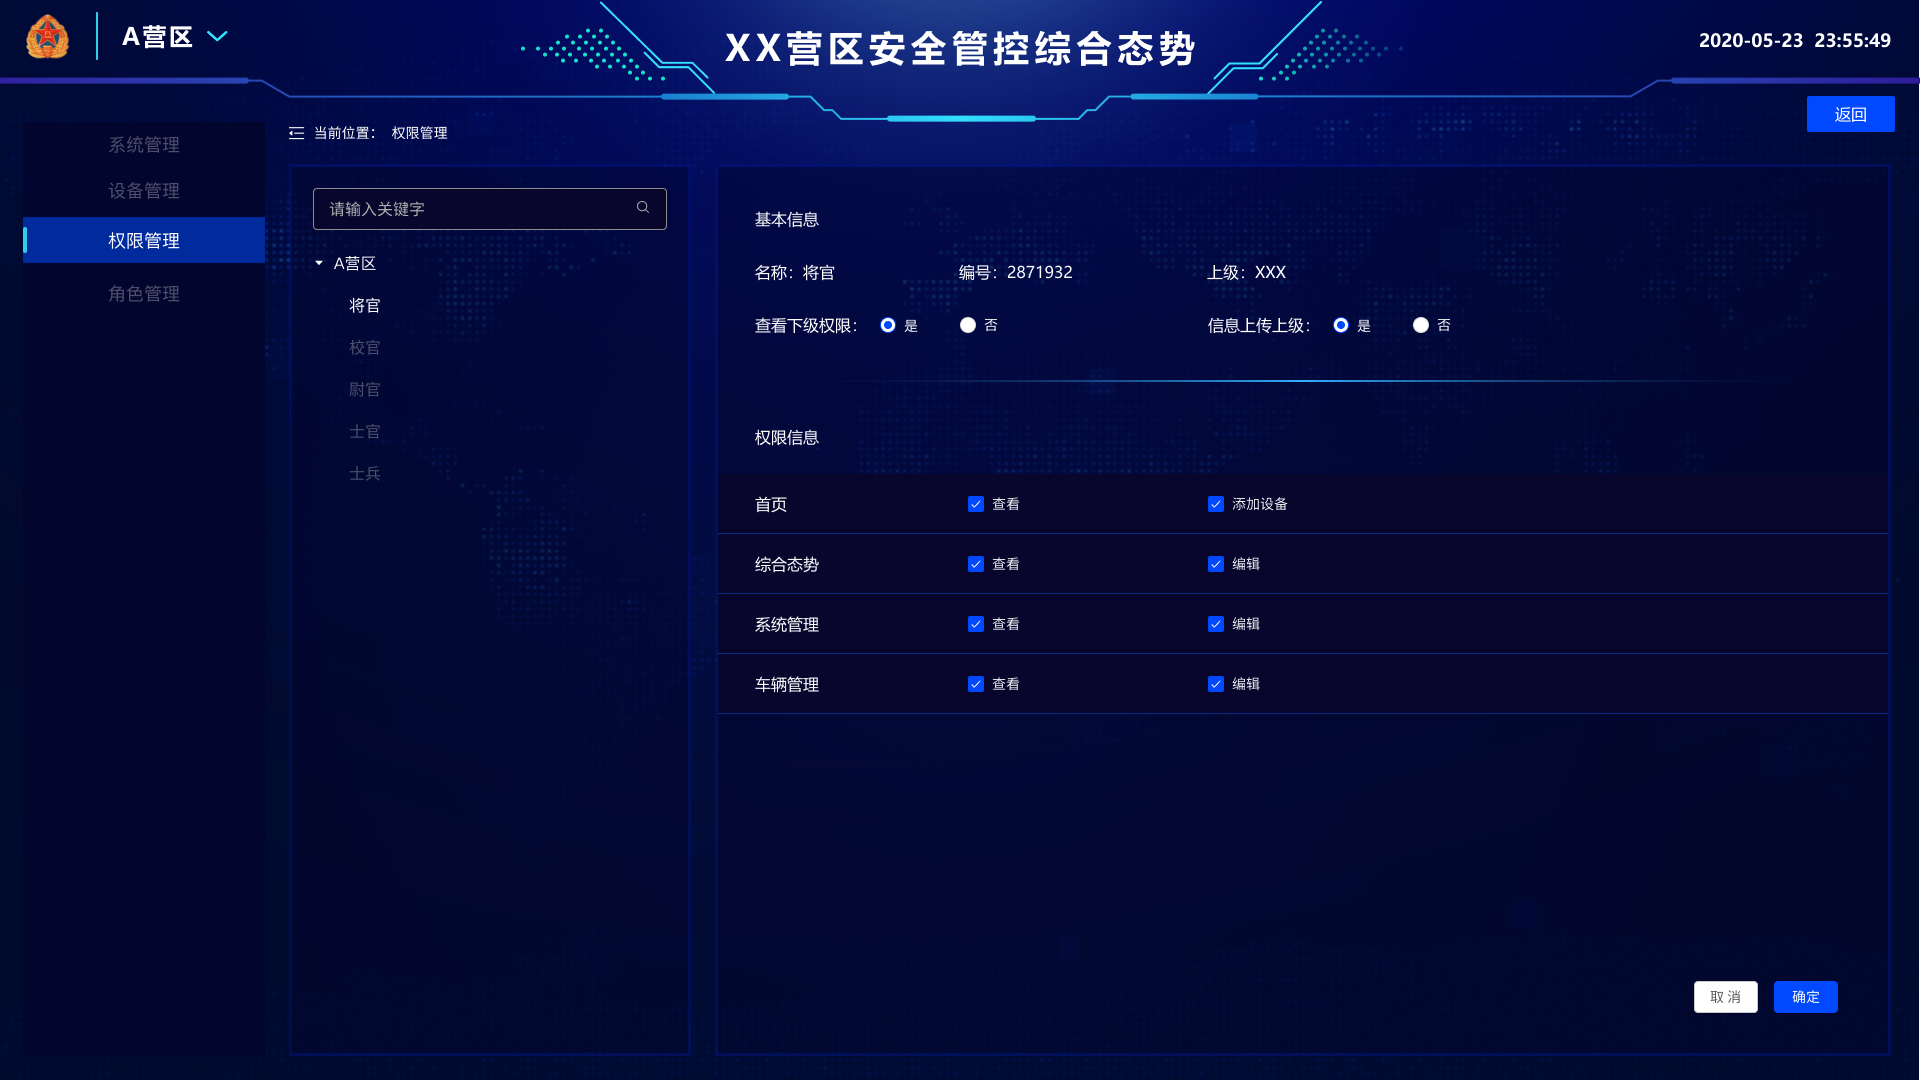 A营区
XX营区安全管控综合态势
2020-05-23 23:55:49
返回
当前位置： 权限管理
系统管理
设备管理
权限管理
角色管理
请输入关键字
A营区
将官
校官
尉官
士官
士兵
基本信息
名称：将官 编号：2871932 上级：XXX
查看下级权限： 是 否 信息上传上级： 是 否
权限信息
首页 查看 添加设备
综合态势 查看 编辑
系统管理 查看 编辑
车辆管理 查看 编辑
取 消 确定